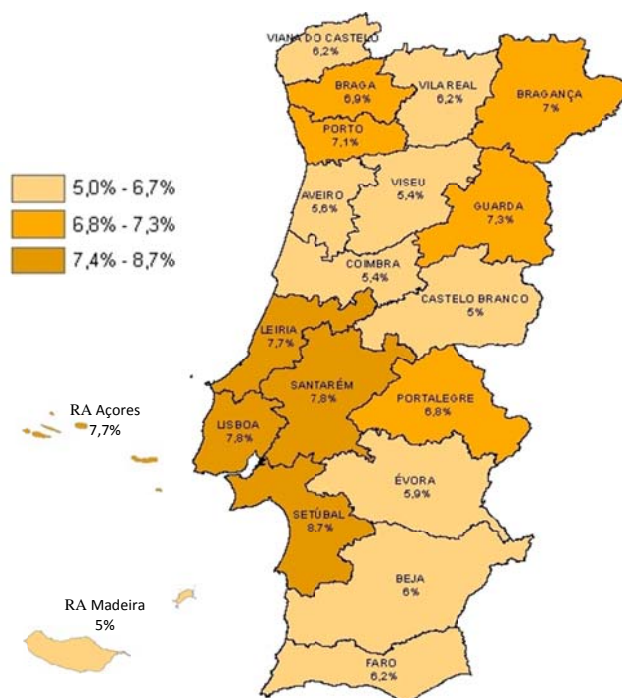 VIANA DO CASTELO
6,2%
BRAGA
6,9%
VILA REAL
6,2%
BRAGANÇA
7%
PORTO
7,1%
5,0% - 6,7%
6,8% - 7,3%
7,4% - 8,7%
AVEIRO
5,6%
VISEU
5,4%
GUARDA
7,3%
COIMBRA
5,4%
CASTELO BRANCO
5%
LEIRIA
7,7%
SANTARÉM
7,8%
PORTALEGRE
6,8%
RA Açores
7,7%
LISBOA
7,8%
ÉVORA
5,9%
SETÚBAL
8,7%
BEJA
6%
RA Madeira
5%
FARO
6,2%